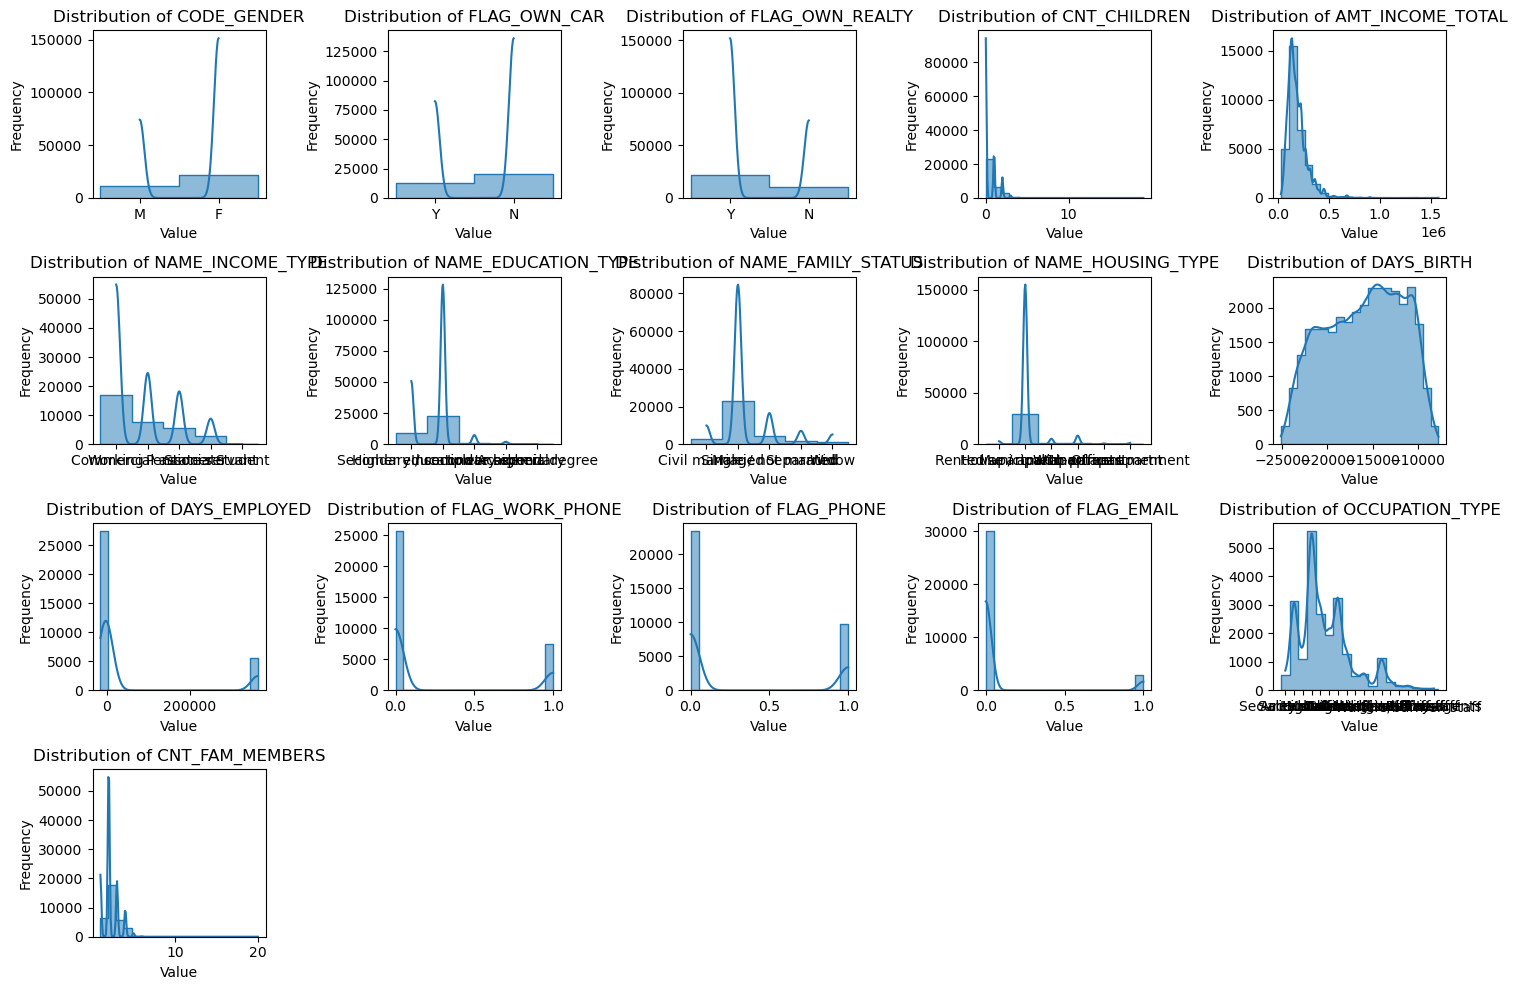 Distribution of CODE_GENDER
Frequency
150000
100000
50000
0
M F
Value
Distribution of FLAG_OWN_CAR
Frequency
125000
100000
75000
50000
25000
0
Y N
Value
Distribution of FLAG_OWN_REALTY
Frequency
150000
100000
50000
0
Y N
Value
Distribution of CNT_CHILDREN
Frequency
80000
60000
40000
20000
0
0 10
Value
Distribution of AMT_INCOME_TOTAL
Frequency
15000
10000
5000
0
0.0 0.5 1.0 1.5
1e6
Value
Distribution of NAME_INCOME_TYPE
Frequency
50000
40000
30000
20000
10000
0
Student
Value
Distribution of NAME_EDUCATION_TYPE
Frequency
125000
100000
75000
50000
25000
0
degree
Value
Distribution of NAME_FAMILY_STATUS
Frequency
80000
60000
40000
20000
0
Civil Separated Widow
Value
Distribution of NAME_HOUSING_TYPE
Frequency
150000
100000
50000
0
apartment
Value
Distribution of DAYS_BIRTH
Frequency
2000
1500
1000
500
0
−25000 −20000 −15000 −10000
Value
Distribution of DAYS_EMPLOYED
Frequency
25000
20000
15000
10000
5000
0
0 200000
Value
Distribution of FLAG_WORK_PHONE
Frequency
25000
20000
15000
10000
5000
0
0.0 0.5 1.0
Value
Distribution of FLAG_PHONE
Frequency
20000
15000
10000
5000
0
0.0 0.5 1.0
Value
Distribution of FLAG_EMAIL
Frequency
30000
20000
10000
0
0.0 0.5 1.0
Value
Distribution of OCCUPATION_TYPE
Frequency
5000
4000
3000
2000
1000
0
Value
Distribution of CNT_FAM_MEMBERS
Frequency
50000
40000
30000
20000
10000
0
10 20
Value